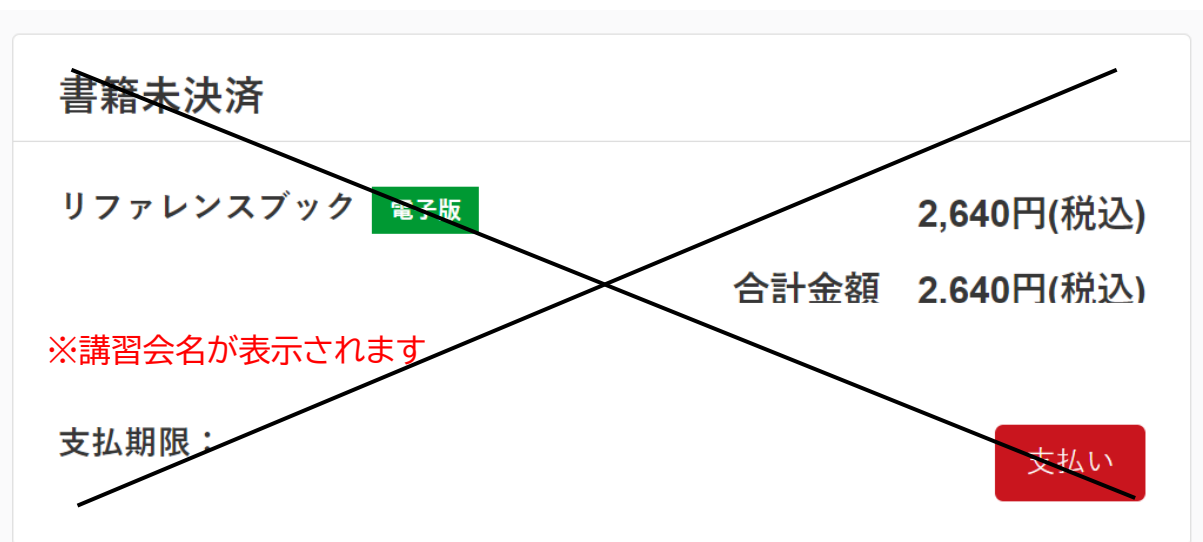 書籍未決済
リファレンスブック 電子版 2,640円(税込)
合計金額 2,640円(税込)
※講習会名が表示されます
支払期限：
支払い